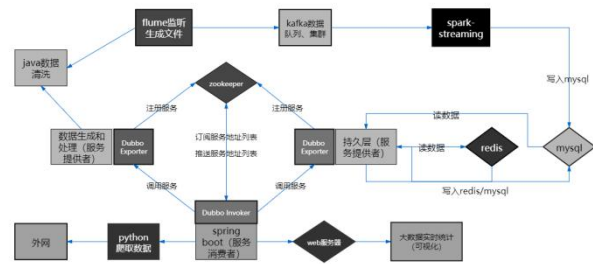 flume监听
生成文件
kafka数据
队列、集群
spark-
streaming
java数据
清洗
zookeeper
写入mysql
注册服务
注册服务
读数据
数据生成和
处理（服务
提供者）
Dubbo
Exporter
订阅服务地址列表
推送服务地址列表
Dubbo
Exporter
持久层（服
务提供者）
读数据
redis
mysql
调用服务
调用服务
写入redis/mysql
Dubbo Invoker
外网
python
爬取数据
spring
boot（服务
消费者）
web服务器
大数据实时统计
（可视化）